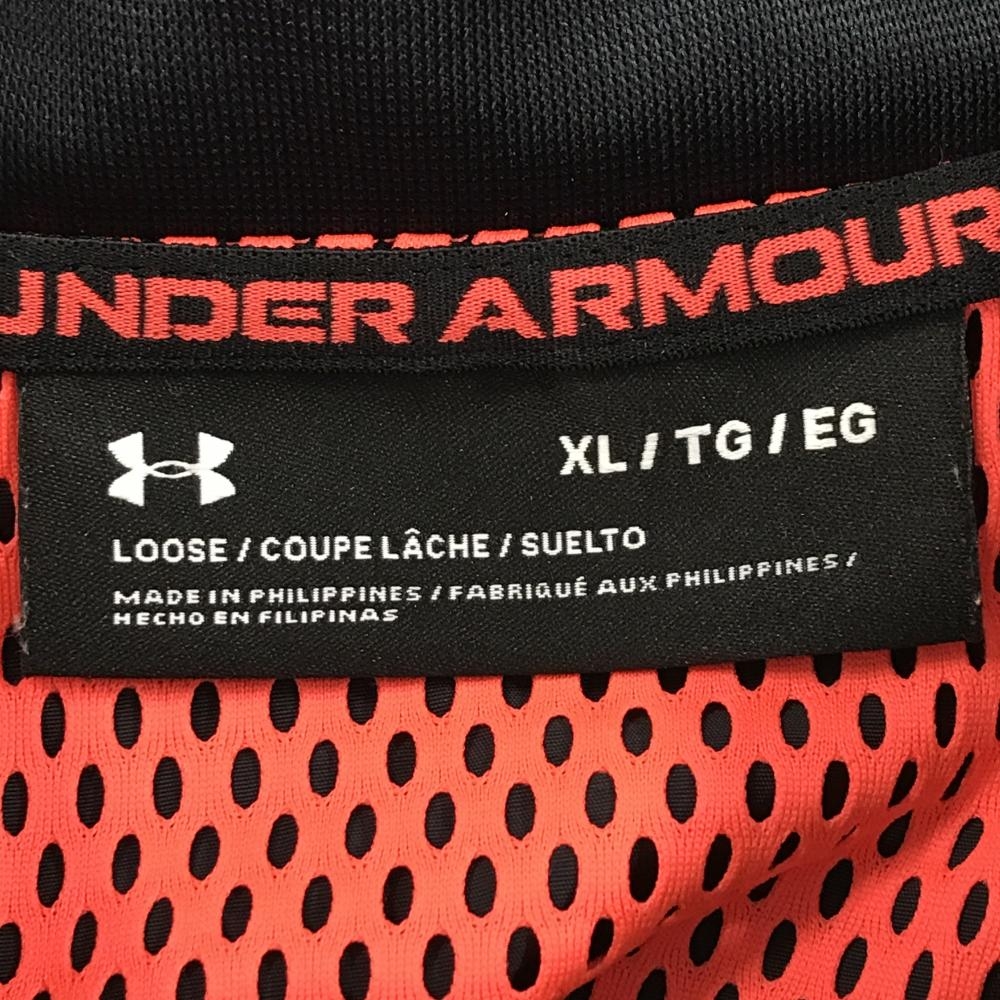 UNDER ARMOUR
XL / TG / EG
LOOSE / COUPE LÂCHE / SUELTO
MADE IN PHILIPPINES / FABRIQUÉ AUX PHILIPPINES /
HECHO EN FILIPINAS